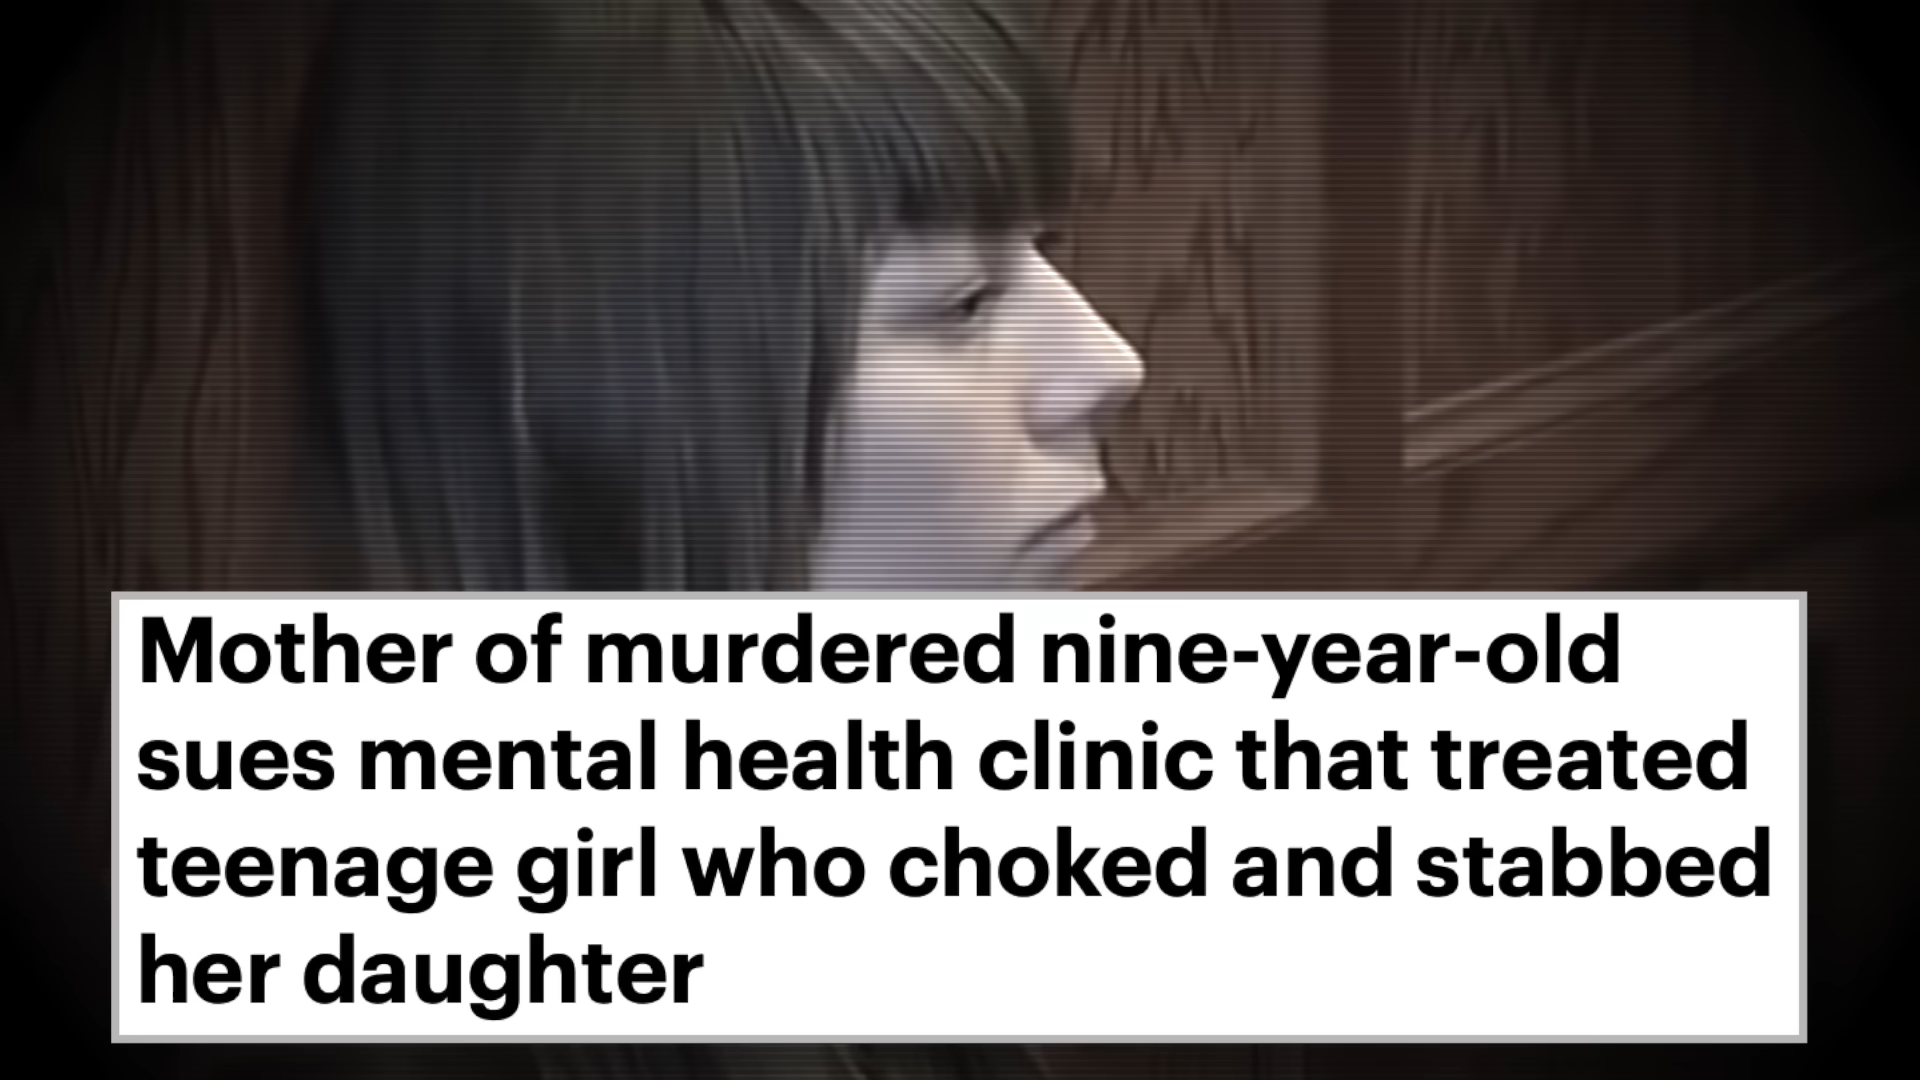 Mother of murdered nine-year-old
sues mental health clinic that treated
teenage girl who choked and stabbed
her daughter